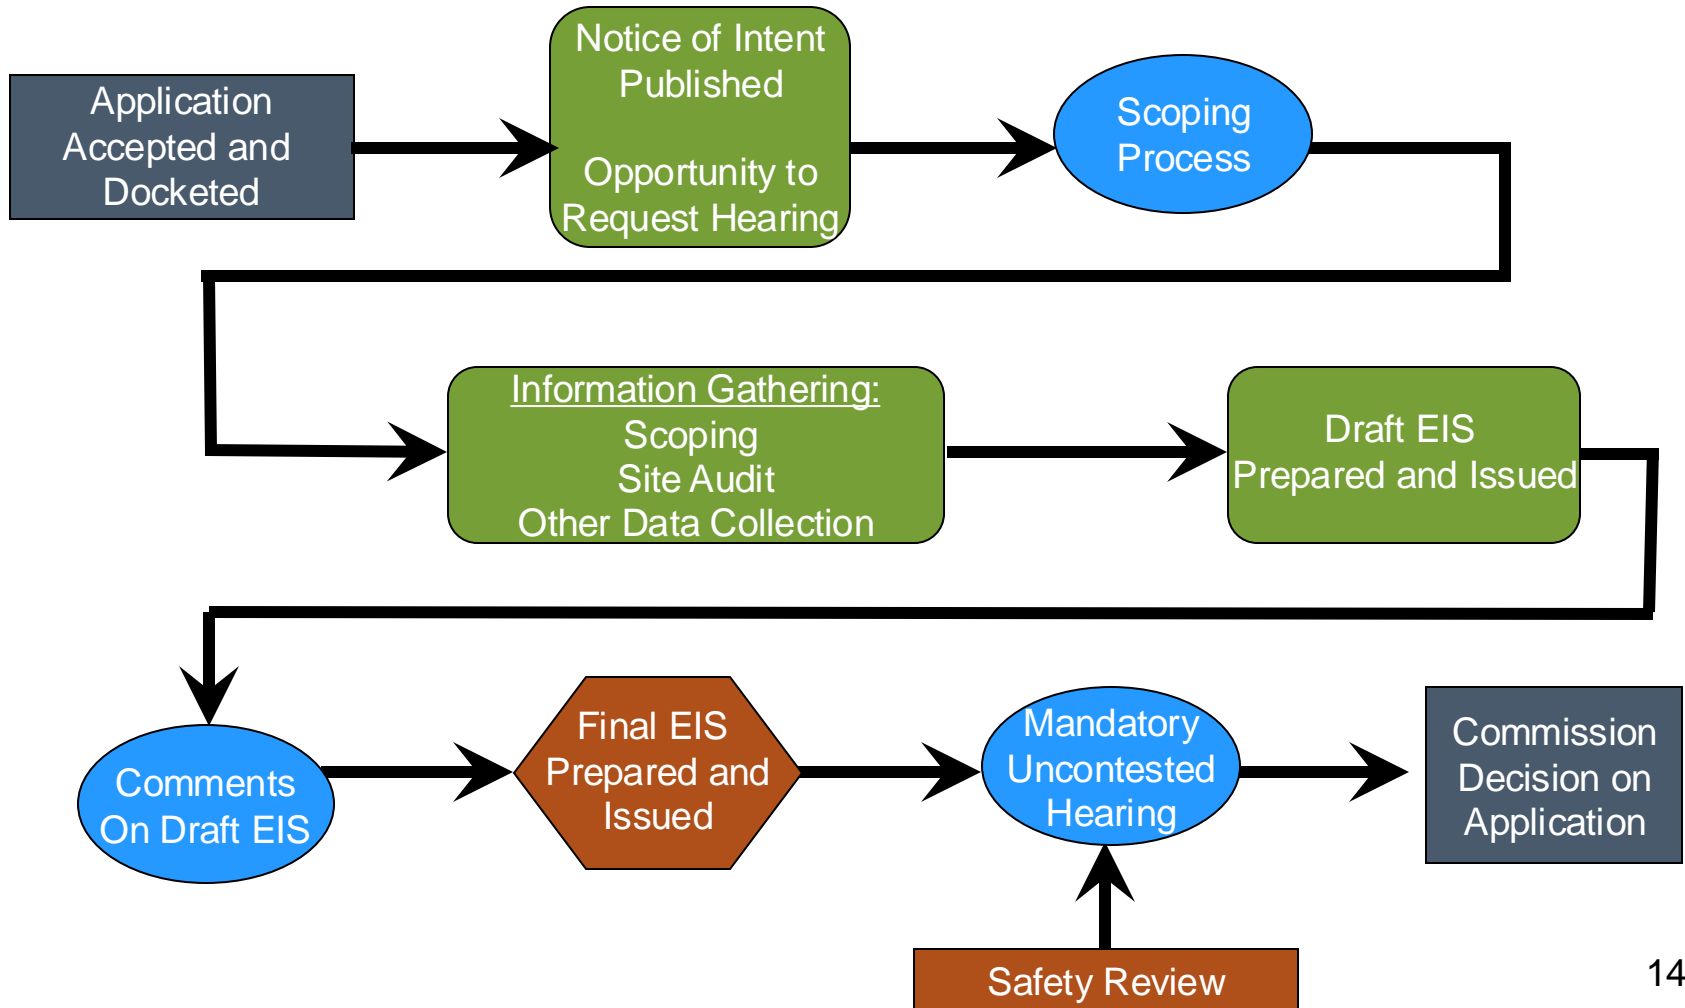 Application
Accepted and
Docketed
Notice of Intent
Published
Opportunity to
Request Hearing
Scoping
Process
Information Gathering:
Scoping
Site Audit
Other Data Collection
Draft EIS
Prepared and Issued
Comments
On Draft EIS
Final EIS
Prepared and
Issued
Mandatory
Uncontested
Hearing
Commission
Decision on
Application
Safety Review
14